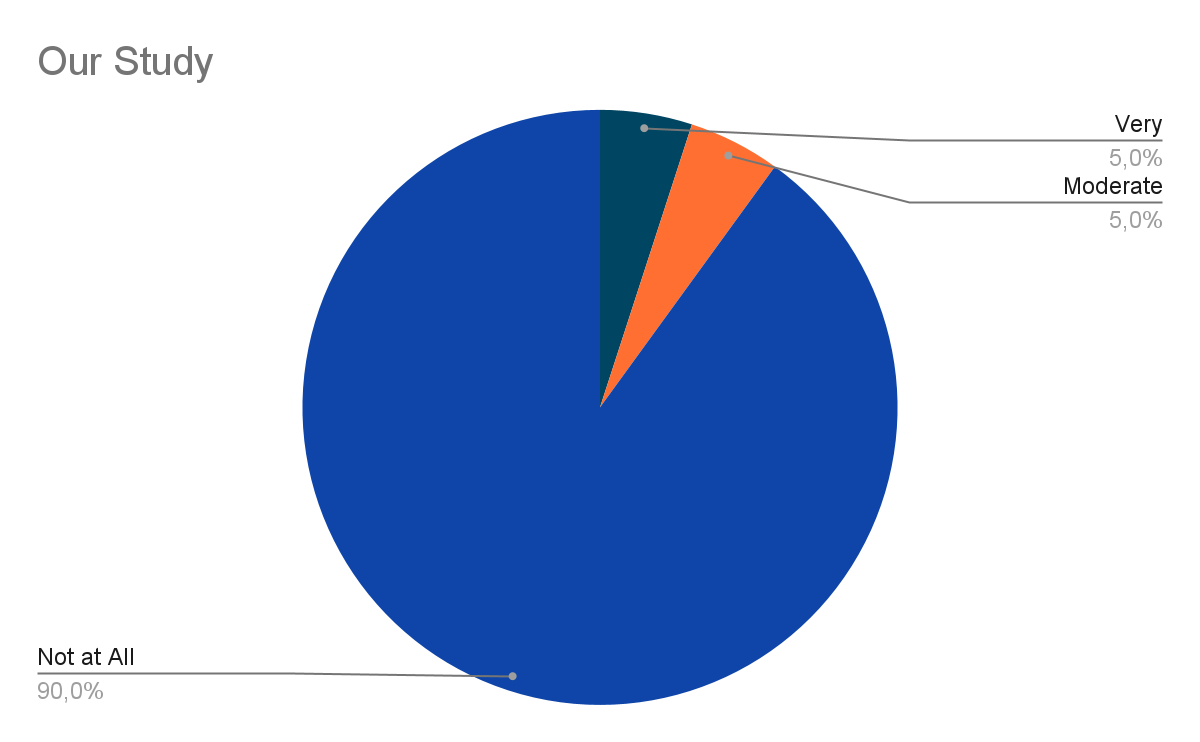 Our Study
Very
5,0%
Moderate
5,0%
Not at All
90,0%